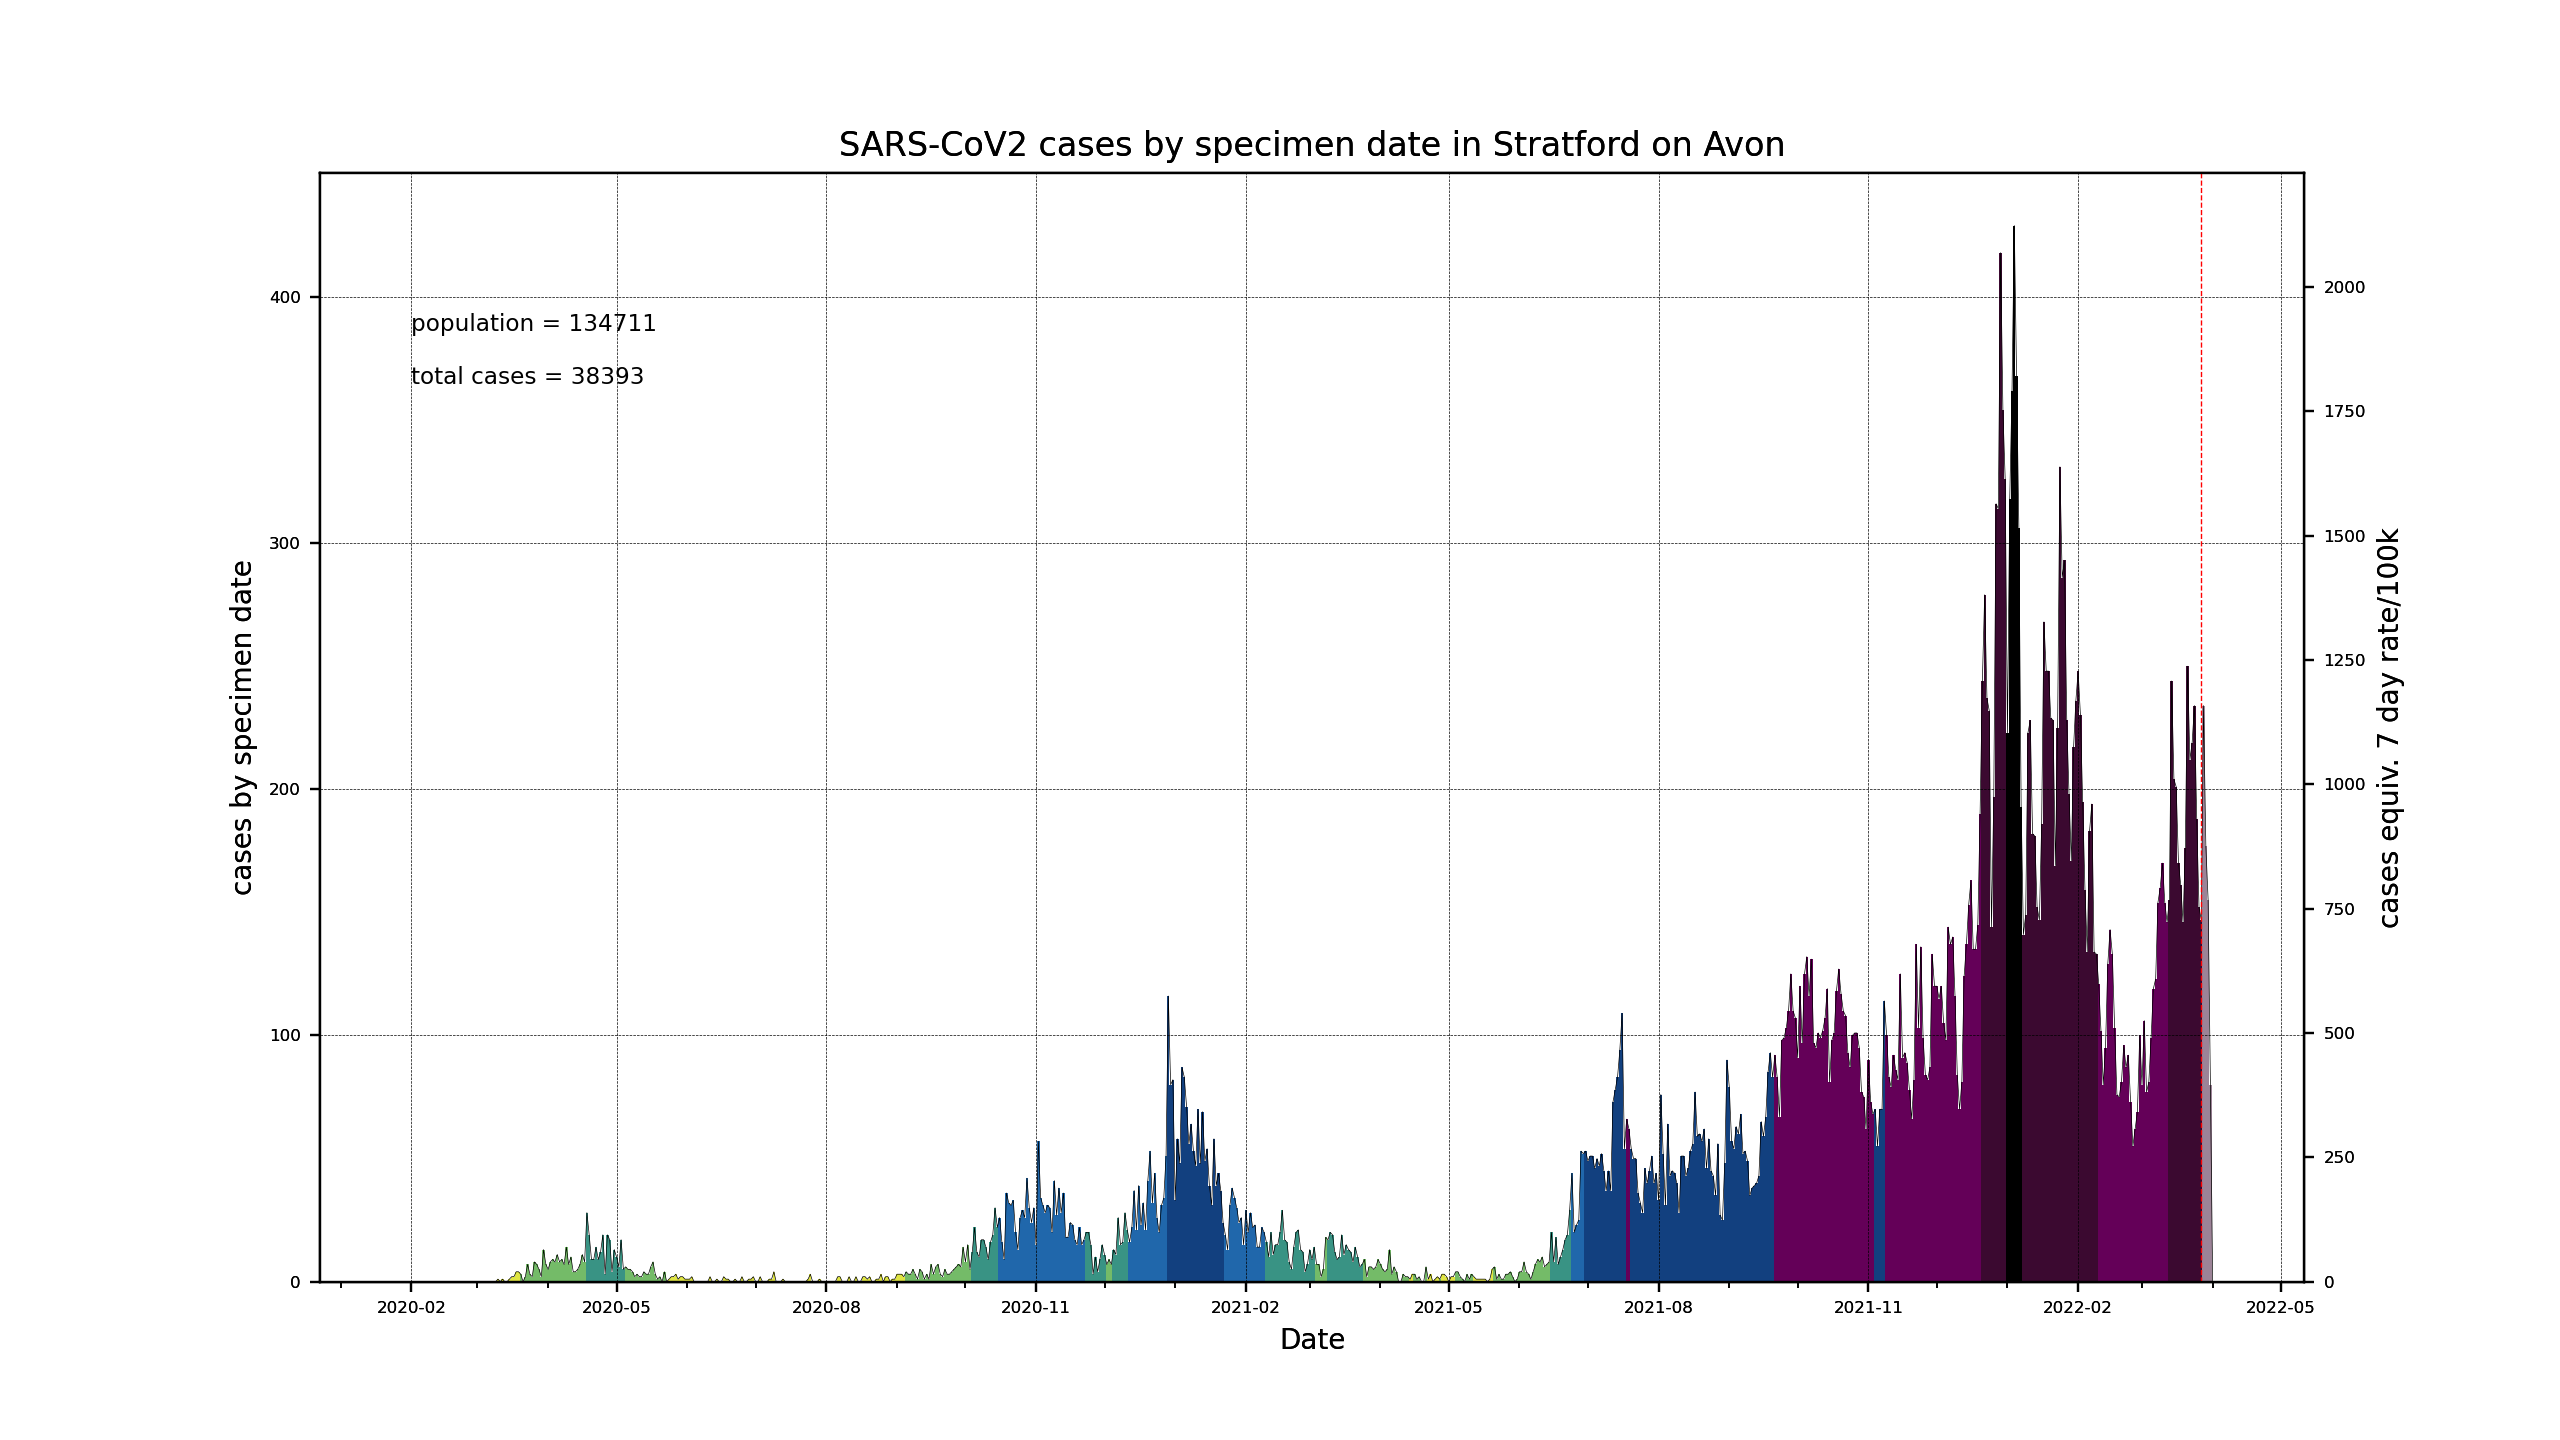 SARS-CoV2 cases by specimen date in Stratford on Avon
population = 134711
total cases = 38393
cases by specimen date
400
300
200
100
0
2000
1750
1500
1250
1000
750
500
250
0
cases equiv. 7 day rate/100k
2020-02 2020-05 2020-08 2020-11 2021-02 2021-05 2021-08 2021-11 2022-02 2022-05
Date